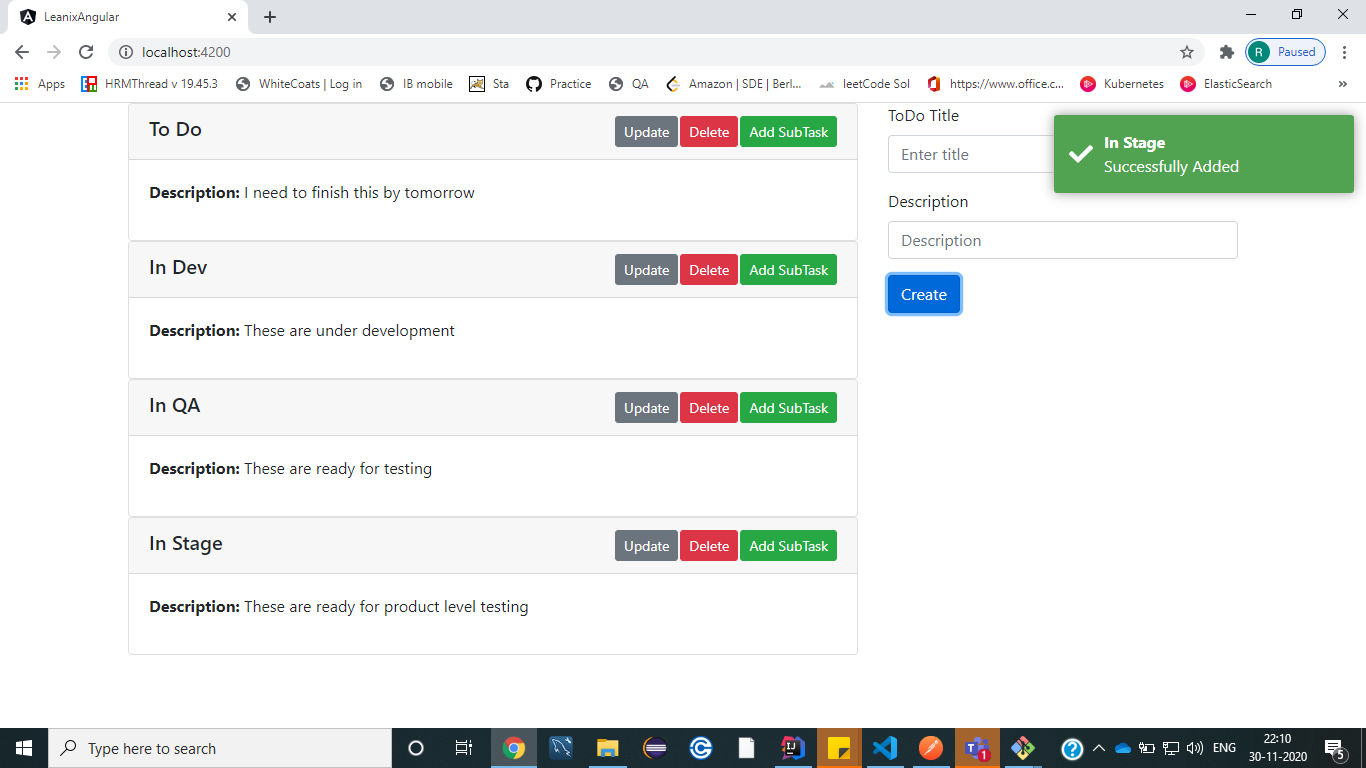 LeanixAngular
localhost:4200
Paused
R
Apps
HRMThread v 19.45.3
WhiteCoats | Log in
IB mobile
Sta
Practice
QA
Amazon | SDE | Berl...
leetCode Sol
https://www.office.c...
Kubernetes
ElasticSearch
»
To Do
Update Delete Add SubTask
Description: I need to finish this by tomorrow
In Dev
Update Delete Add SubTask
Description: These are under development
In QA
Update Delete Add SubTask
Description: These are ready for testing
In Stage
Update Delete Add SubTask
Description: These are ready for product level testing
ToDo Title
Enter title
In Stage
Successfully Added
Description
Description
Create
Type here to search
IJ
1
ENG
22:10
30-11-2020
5